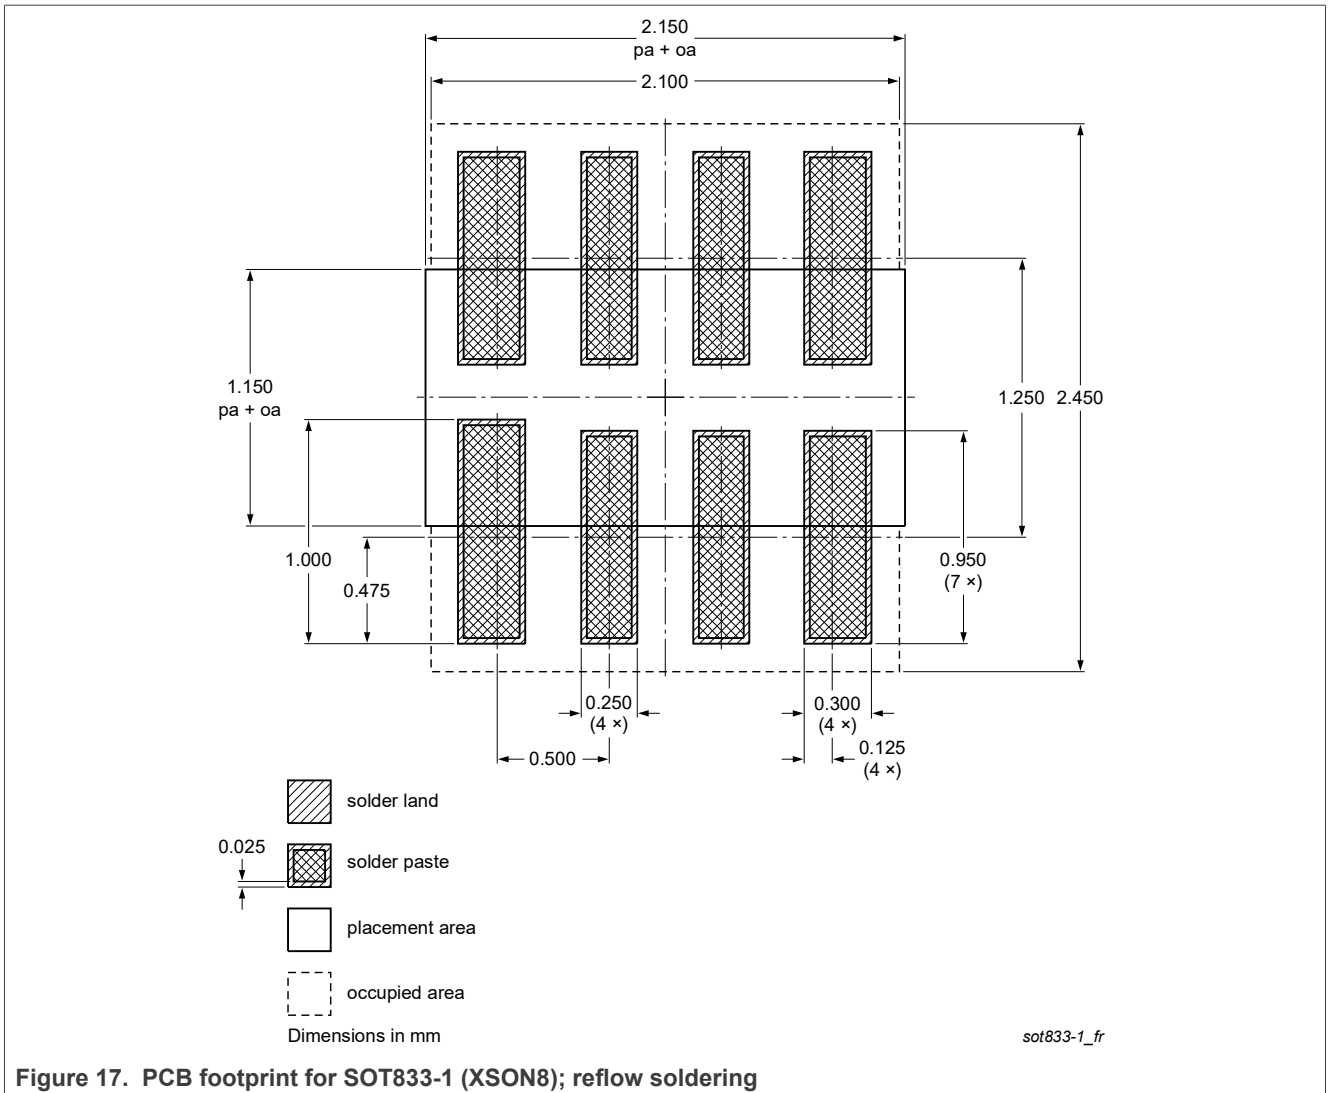 2.150
pa + oa
2.100
1.150
pa + oa
1.250 2.450
1.000
0.475
0.950
(7 ×)
0.250
(4 ×)
0.300
(4 ×)
0.500
0.125
(4 ×)
solder land
0.025
solder paste
placement area
occupied area
Dimensions in mm
sot833-1_fr
Figure 17. PCB footprint for SOT833-1 (XSON8); reflow soldering